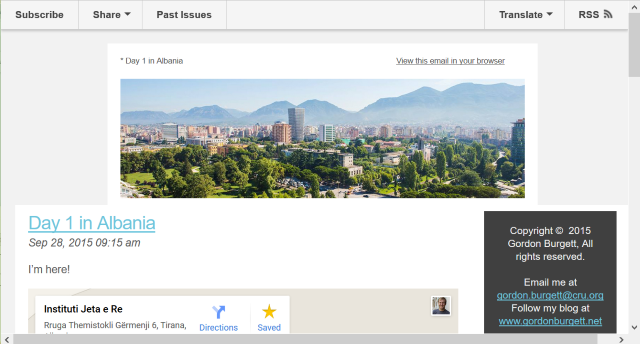 Subscribe Share Past Issues Translate RSS
* Day 1 in Albania View this email in your browser
Day 1 in Albania
Sep 28, 2015 09:15 am
I'm here!
Instituti Jeta e Re
Rruga Themistokli Gërmenji 6, Tirana,
Directions Saved
Copyright © 2015
Gordon Burgett, All
rights reserved.
Email me at
gordon.burgett@cru.org
Follow my blog at
www.gordonburgett.net